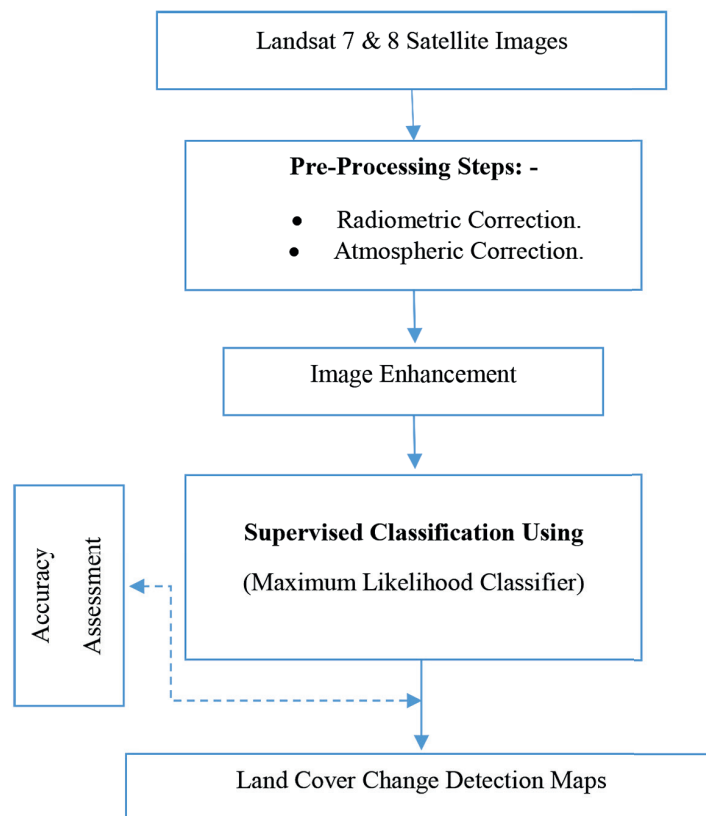 Landsat 7 & 8 Satellite Images
Pre-Processing Steps: -
● Radiometric Correction.
● Atmospheric Correction.
Image Enhancement
Supervised Classification Using
(Maximum Likelihood Classifier)
Accuracy
Assessment
Land Cover Change Detection Maps